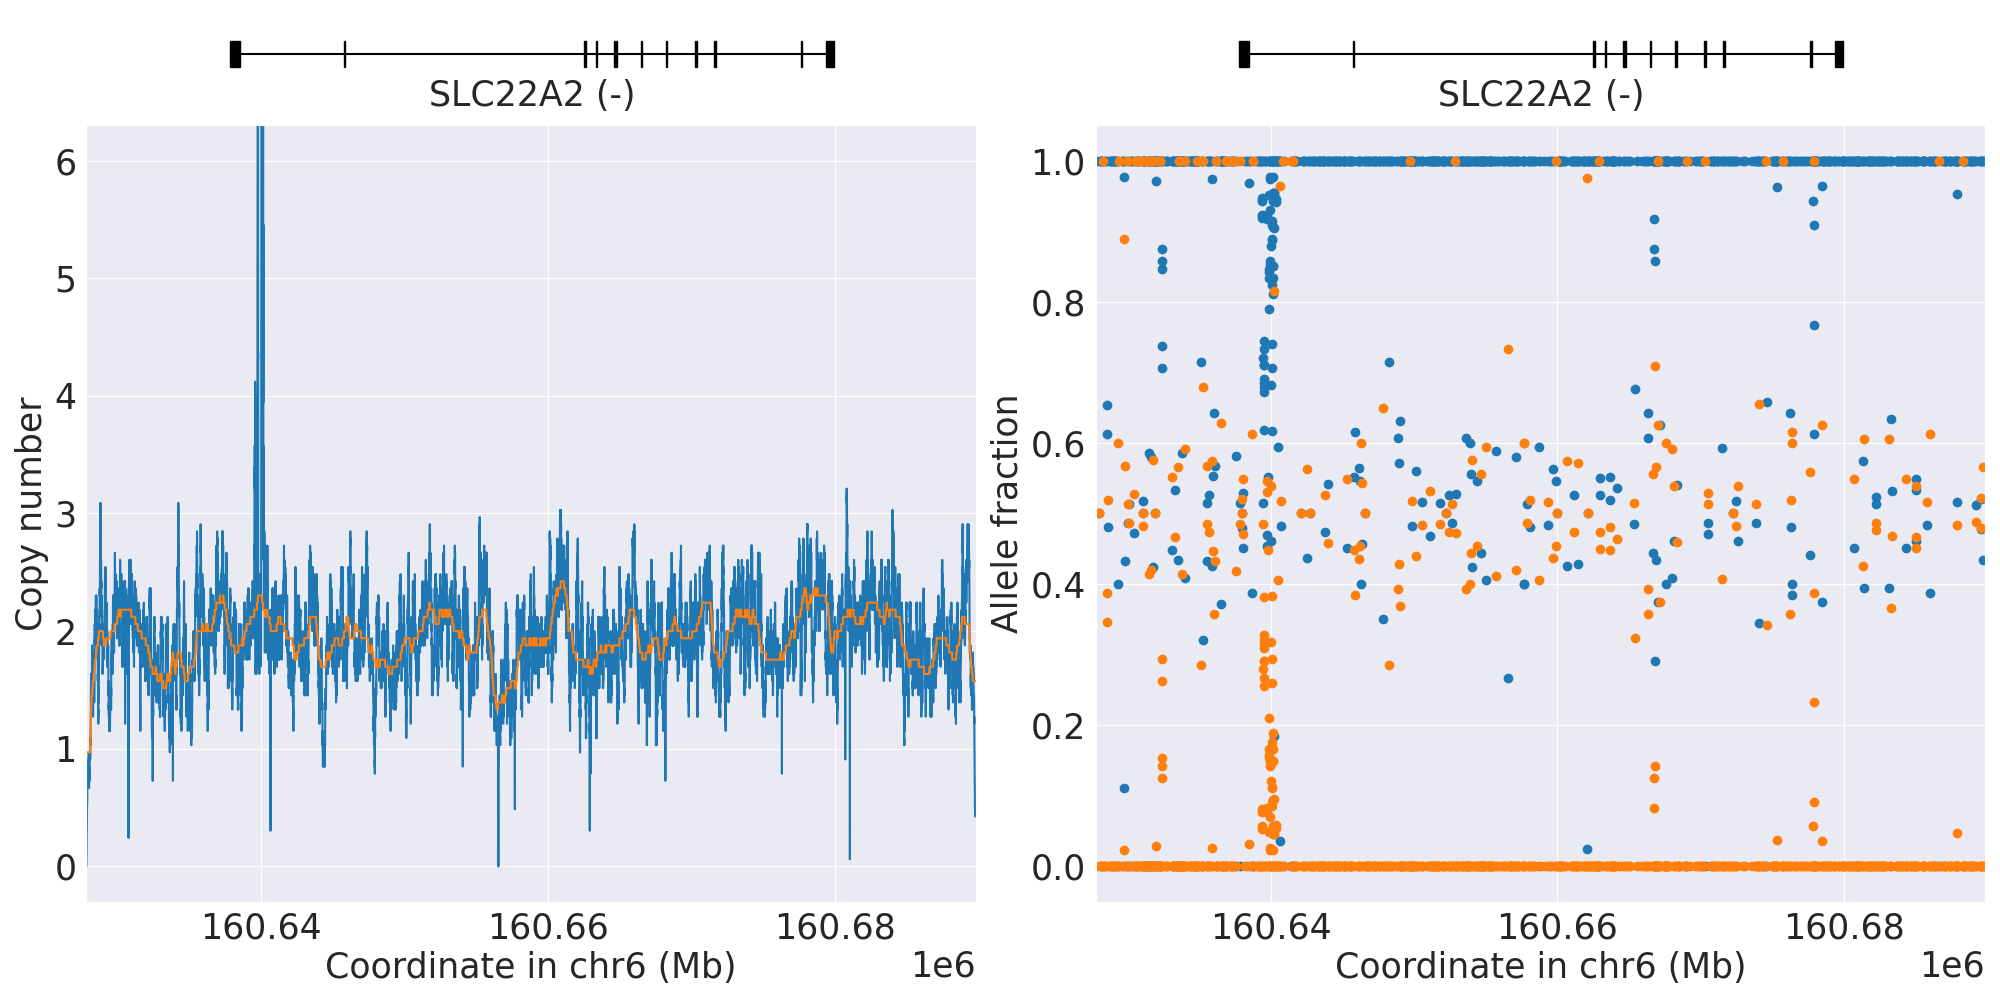 SLC22A2 (-)
Copy number
6
5
4
3
2
1
0
160.64
160.66
160.68
Coordinate in chr6 (Mb)
1e6
SLC22A2 (-)
Allele fraction
1.0
0.8
0.6
0.4
0.2
0.0
160.64
160.66
160.68
Coordinate in chr6 (Mb)
1e6